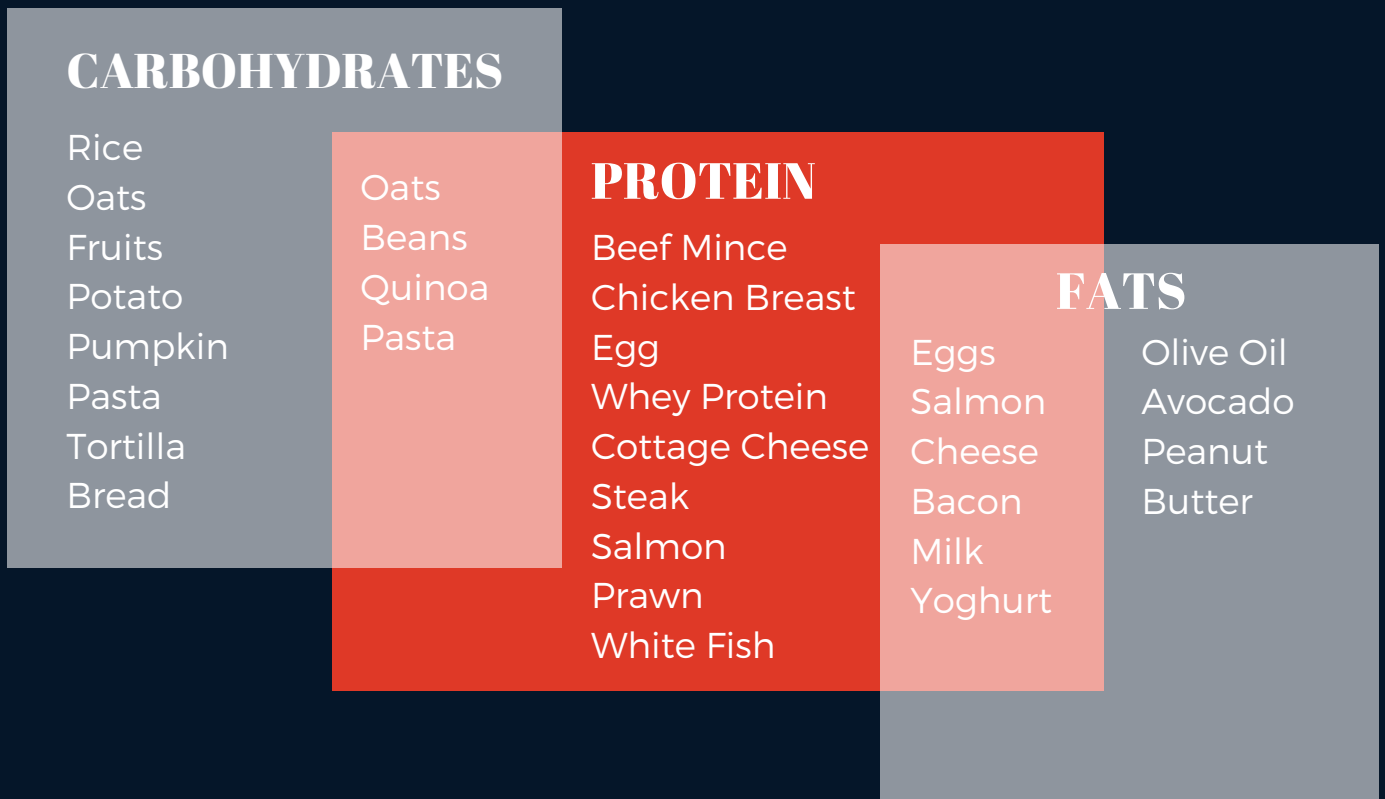 CARBOHYDRATES
Rice
Oats
Fruits
Potato
Pumpkin
Pasta
Tortilla
Bread
Oats
Beans
Quinoa
Pasta
PROTEIN
Beef Mince
Chicken Breast
Egg
Whey Protein
Cottage Cheese
Steak
Salmon
Prawn
White Fish
FATS
Eggs
Salmon
Cheese
Bacon
Milk
Yoghurt
Olive Oil
Avocado
Peanut
Butter